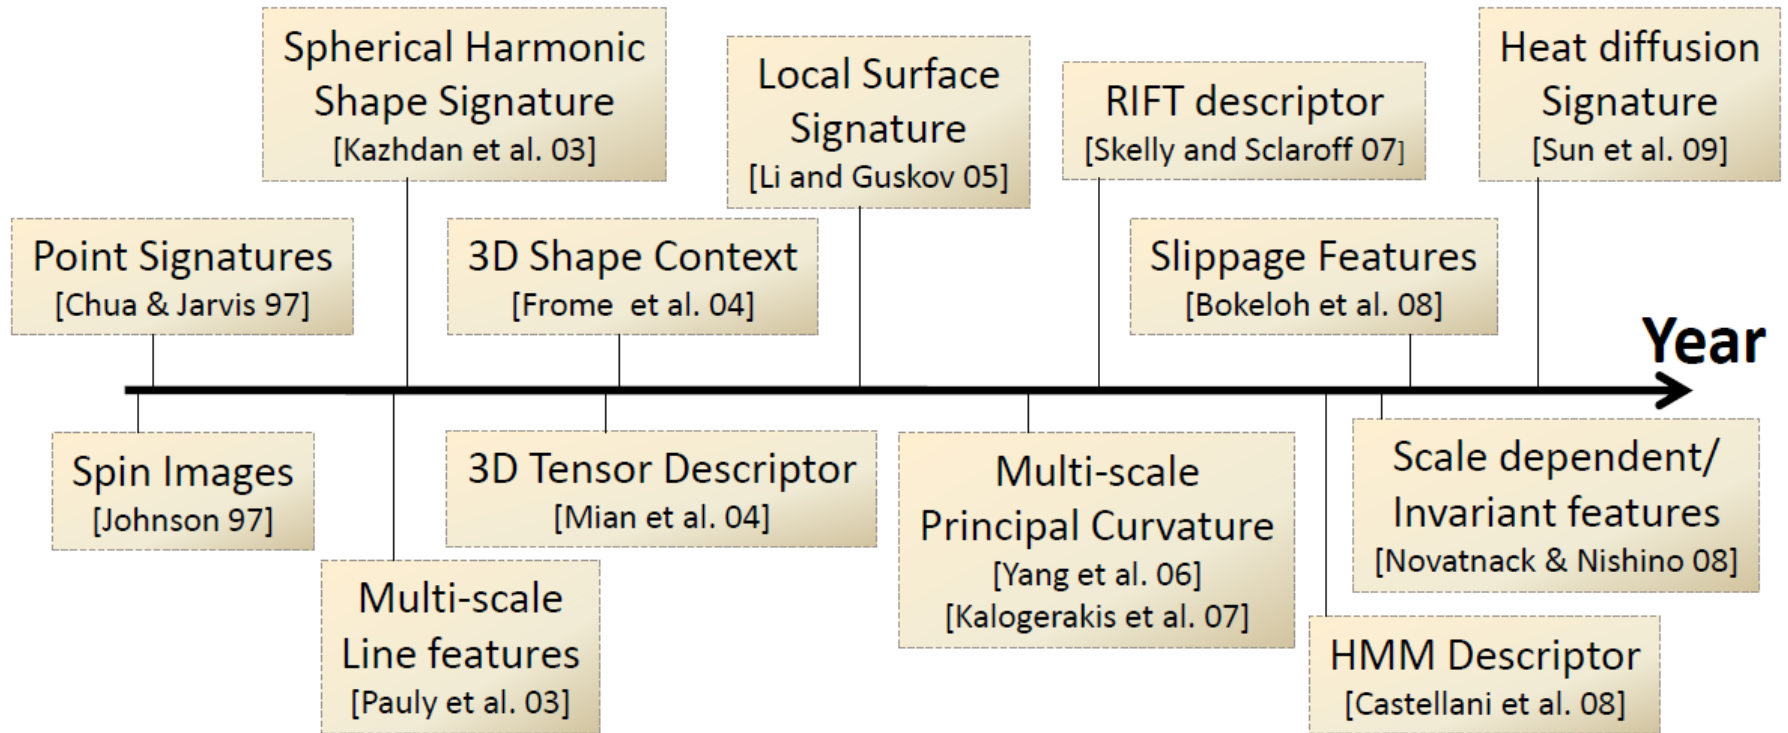 Spherical Harmonic
Shape Signature
[Kazhdan et al. 03]
Local Surface
Signature
[Li and Guskov 05]
RIFT descriptor
[Skelly and Sclaroff 07]
Heat diffusion
Signature
[Sun et al. 09]
Point Signatures
[Chua & Jarvis 97]
3D Shape Context
[Frome et al. 04]
Slippage Features
[Bokeloh et al. 08]
Year
Spin Images
[Johnson 97]
Multi-scale
Line features
[Pauly et al. 03]
3D Tensor Descriptor
[Mian et al. 04]
Multi-scale
Principal Curvature
[Yang et al. 06]
[Kalogerakis et al. 07]
Scale dependent/
Invariant features
[Novatnack & Nishino 08]
HMM Descriptor
[Castellani et al. 08]